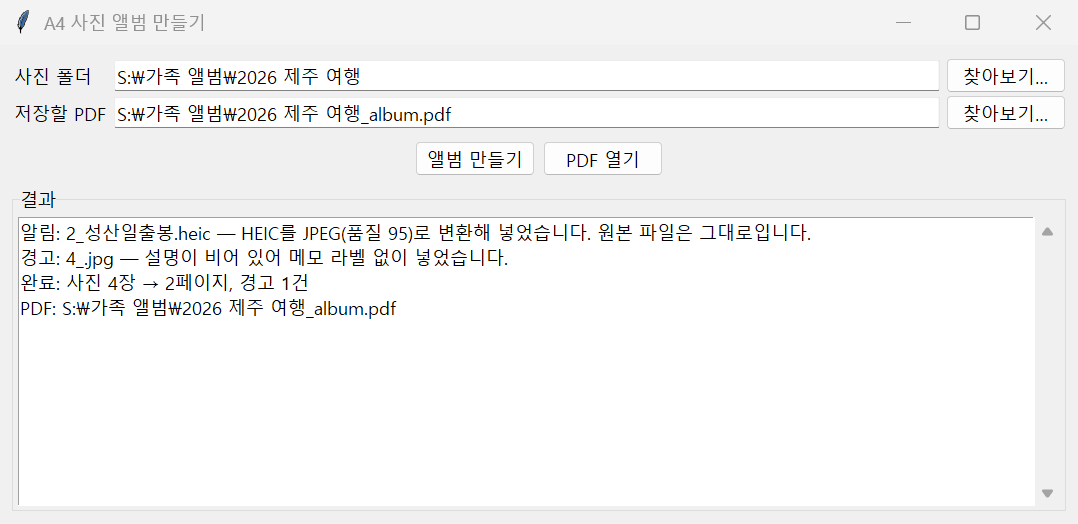 A4 사진 앨범 만들기
사진 폴더 S:₩가족 앨범₩2026 제주 여행 찾아보기...
저장할 PDF S:₩가족 앨범₩2026 제주 여행_album.pdf 찾아보기...
앨범 만들기 PDF 열기
결과
알림: 2_성산일출봉.heic — HEIC를 JPEG(품질 95)로 변환해 넣었습니다. 원본 파일은 그대로입니다.
경고: 4_.jpg — 설명이 비어 있어 메모 라벨 없이 넣었습니다.
완료: 사진 4장 → 2페이지, 경고 1건
PDF: S:₩가족 앨범₩2026 제주 여행_album.pdf